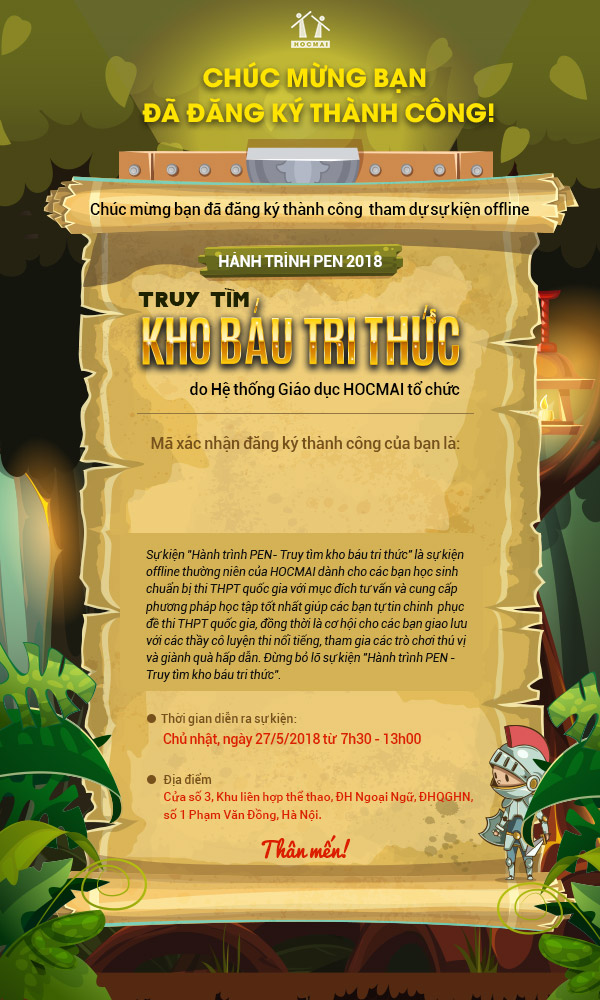 HOCMAI
CHÚC MỪNG BẠN
ĐÃ ĐĂNG KÝ THÀNH CÔNG!
Chúc mừng bạn đã đăng ký thành công tham dự sự kiện offline
HÀNH TRÌNH PEN 2018
TRUY TÌM
KHO BÁU TRI THỨC
do Hệ thống Giáo dục HOCMAI tổ chức
Mã xác nhận đăng ký thành công của bạn là:
Sự kiện "Hành trình PEN- Truy tìm kho báu tri thức" là sự kiện
offline thường niên của HOCMAI dành cho các bạn học sinh
chuẩn bị thi THPT quốc gia với mục đích tư vấn và cung cấp
phương pháp học tập tốt nhất giúp các bạn tự tin chinh phục
đề thi THPT quốc gia, đồng thời là cơ hội cho các bạn giao lưu
với các thầy cô luyện thi nổi tiếng, tham gia các trò chơi thú vị
và giành quà hấp dẫn. Đừng bỏ lõ sự kiện "Hành trình PEN -
Truy tìm kho báu tri thức".
Thời gian diễn ra sự kiện:
Chủ nhật, ngày 27/5/2018 từ 7h30 - 13h00
Địa điểm
Cửa số 3, Khu liên hợp thể thao, ĐH Ngoại Ngữ, ĐHQGHN,
số 1 Phạm Văn Đồng, Hà Nội.
Thân mến!